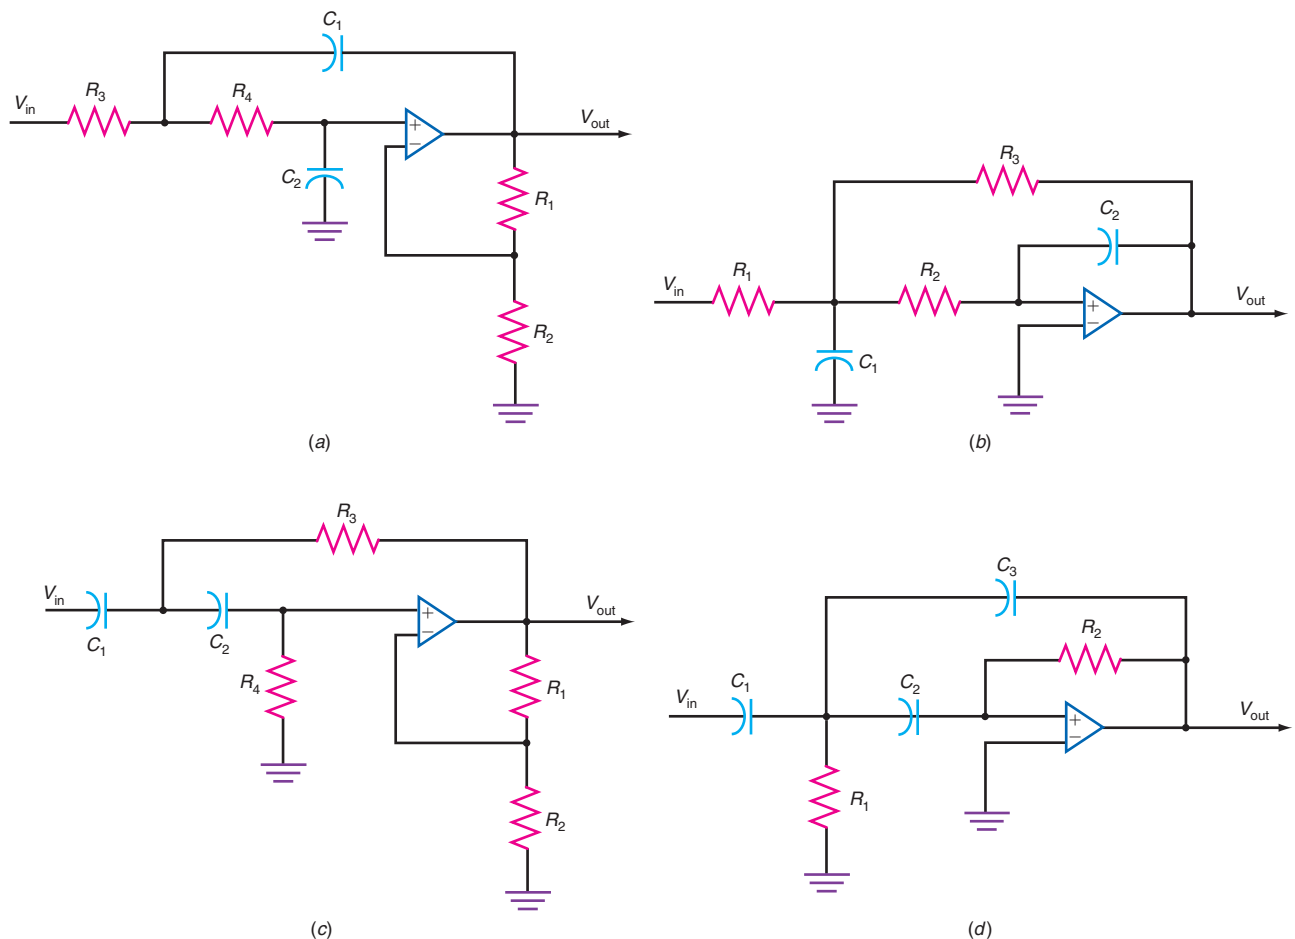 C1
R3
Vin
R4
Vout
+
−
C2
R1
R2
(a)
R3
C2
Vin
R1
R2
Vout
+
−
C1
(b)
R3
Vin
Vout
+
−
C1
C2
R4
R1
R2
(c)
C3
R2
Vin
C1
C2
Vout
+
−
R1
(d)